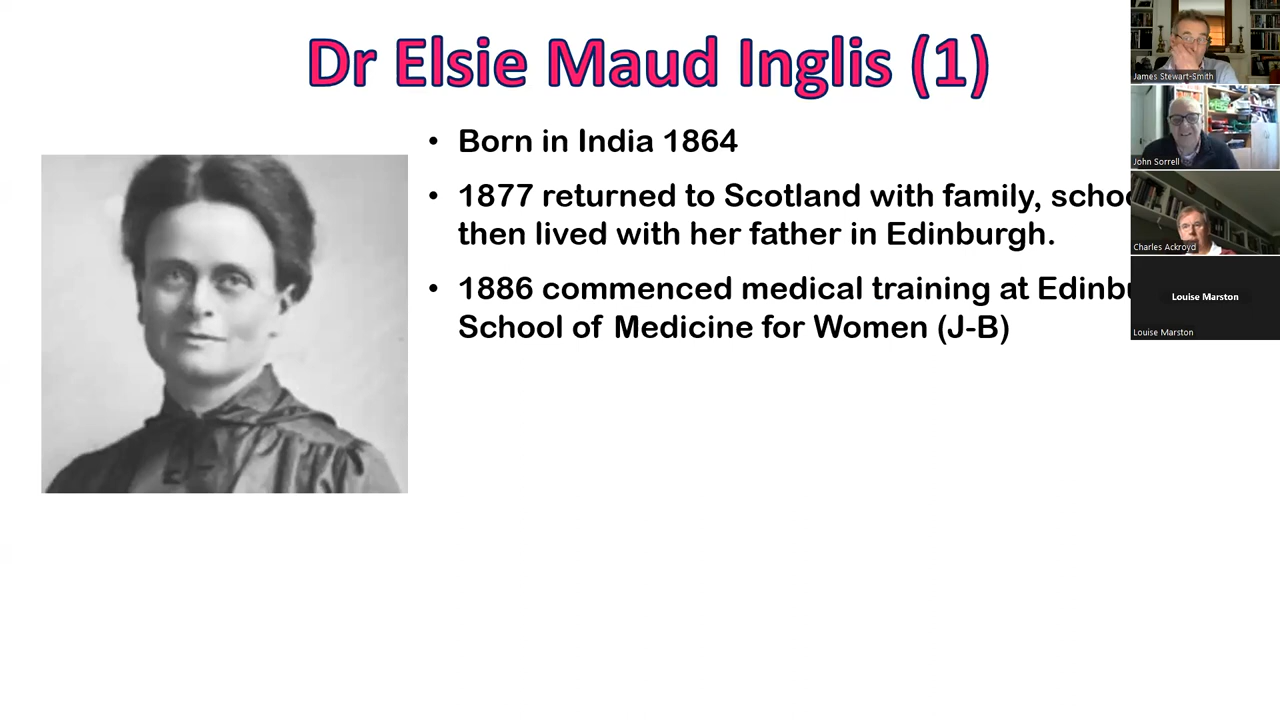 Dr Elsie Maud Inglis (1)
• Born in India 1864
• 1877 returned to Scotland with family,
then lived with her father in Edinburgh.
• 1886 commenced medical training at
School of Medicine for Women (J-B)
James Stewart-Smith
John Sorrell
Charles Ackroyd
Louise Marston
Louise Marston